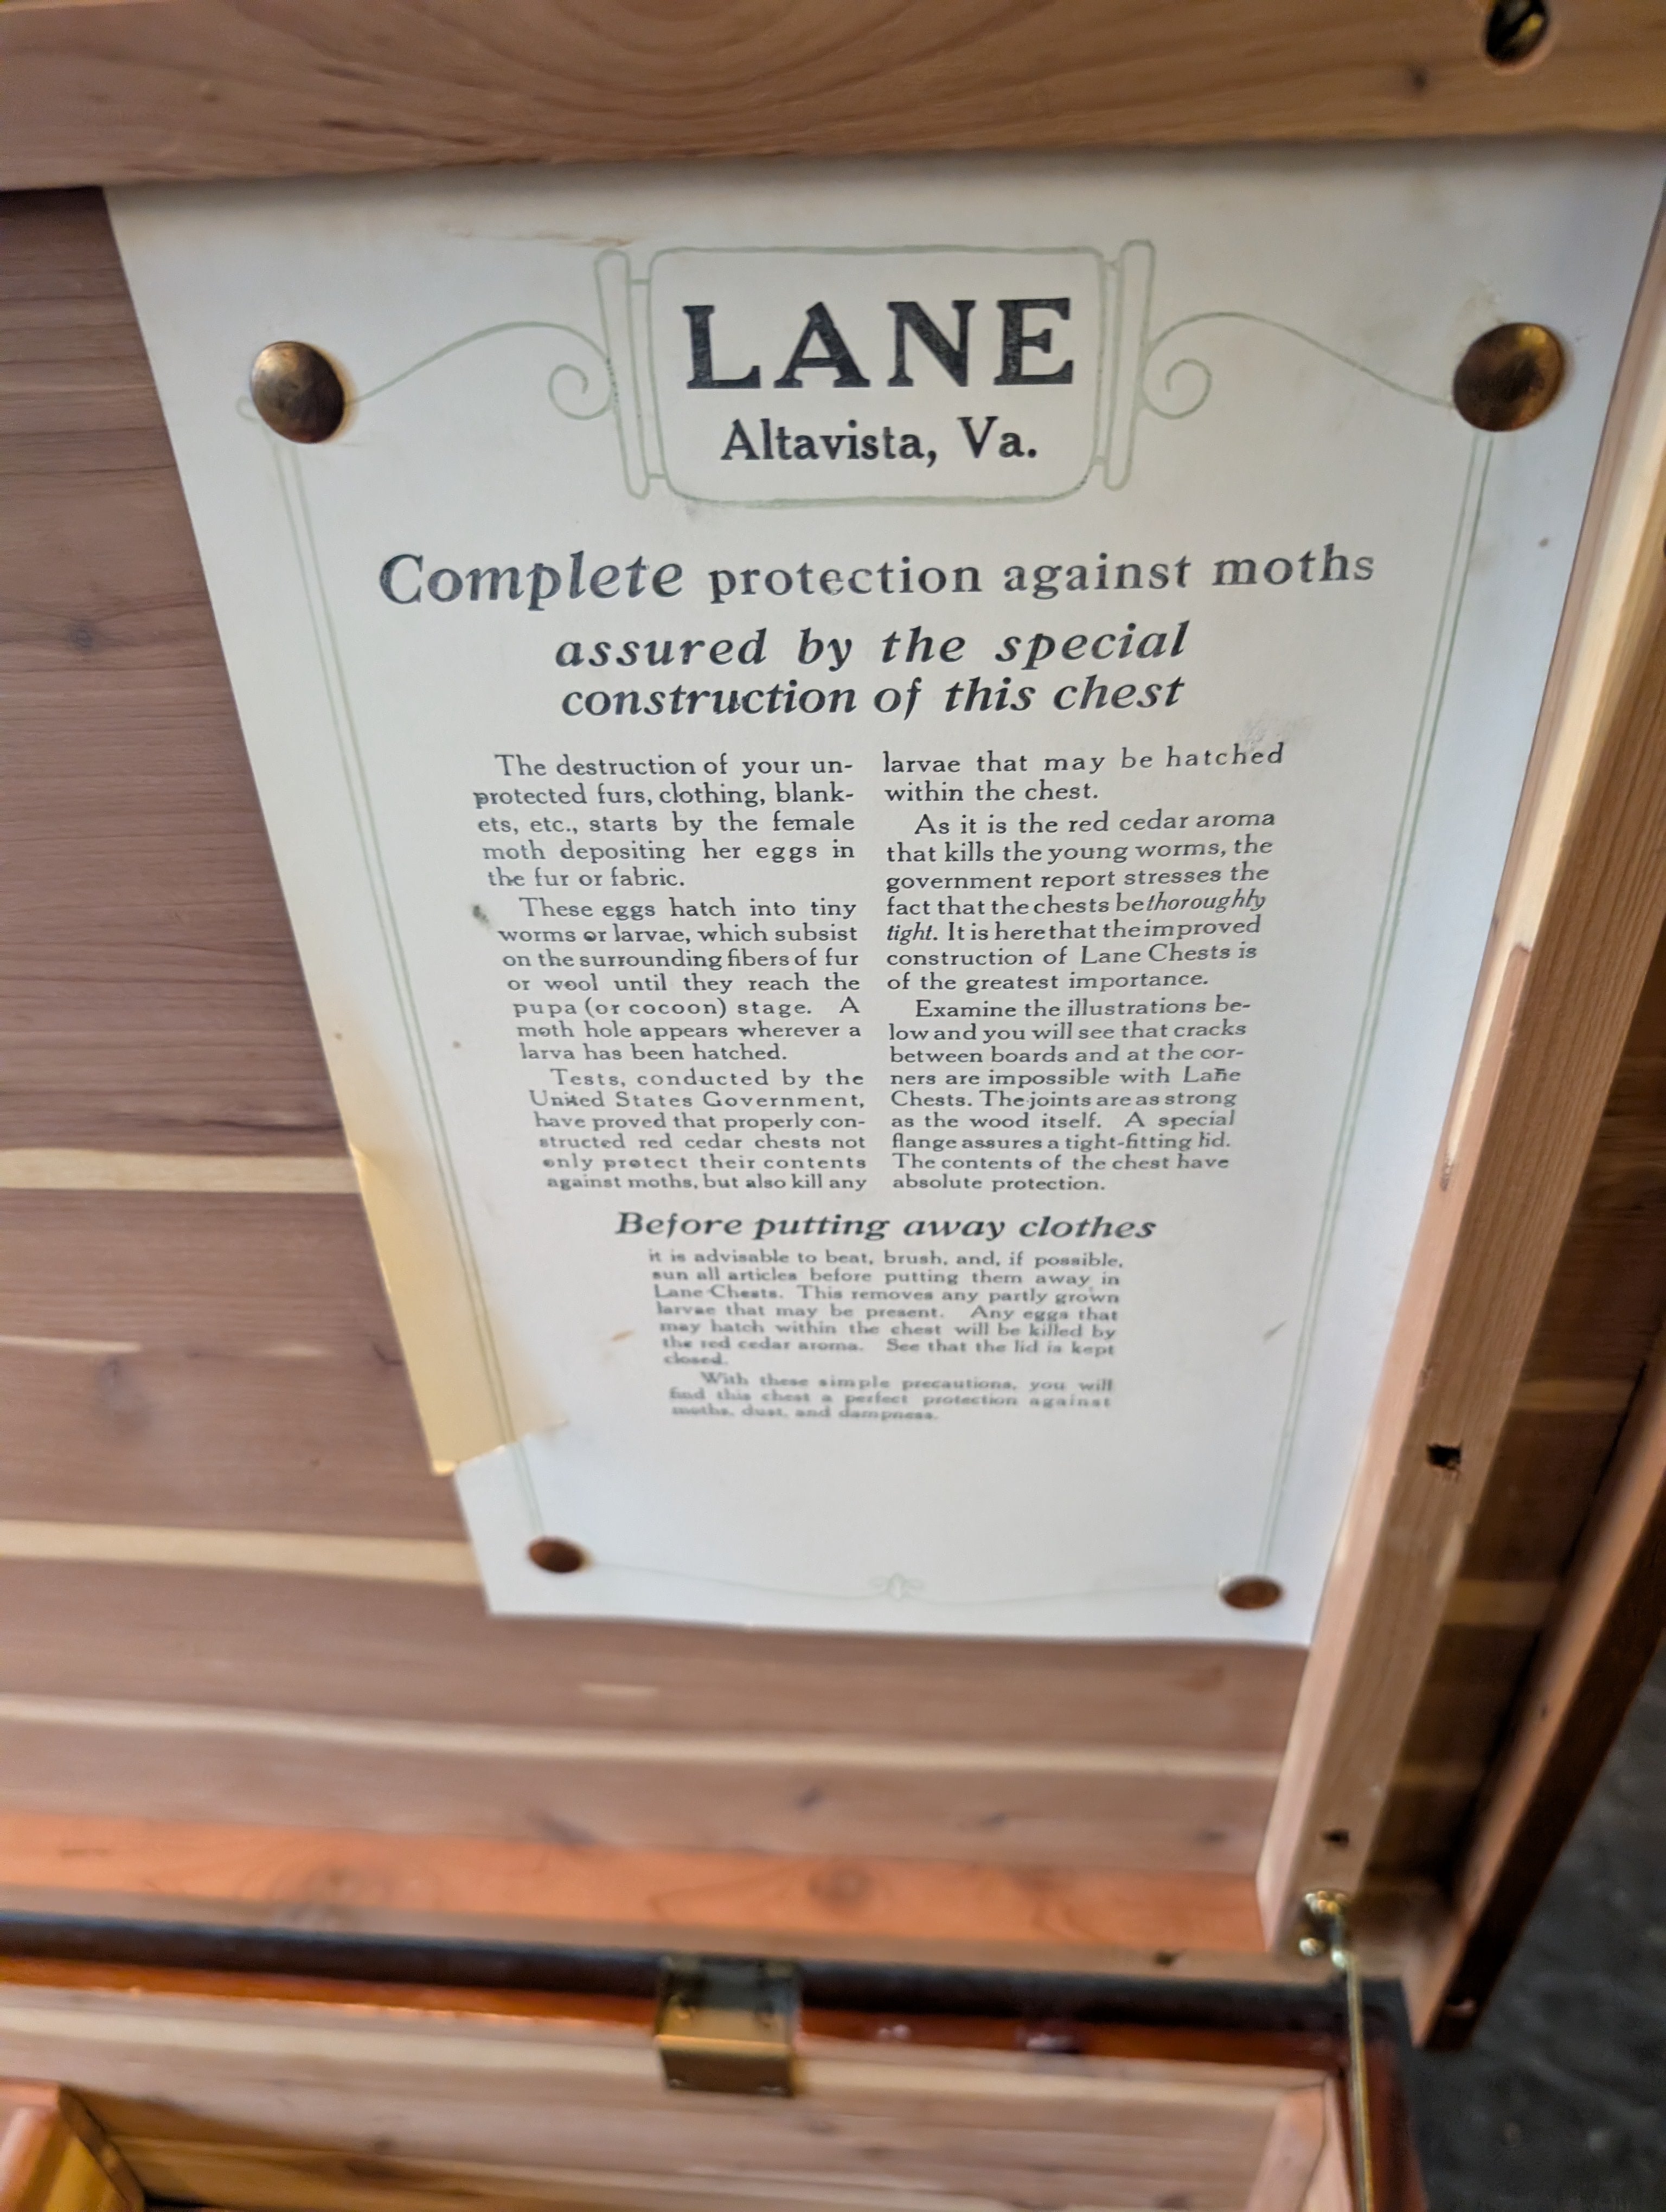 LANE
Altavista, Va.
Complete protection against moths
assured by the special
construction of this chest
The destruction of your un-
protected furs, clothing, blank-
ets, etc., starts by the female
moth depositing her eggs in
the fur or fabric.
These eggs hatch into tiny
worms or larvae, which subsist
on the surrounding fibers of fur
or wool until they reach the
pupa (or cocoon) stage. A
moth hole appears wherever a
larva has been hatched.
Tests, conducted by the
United States Government,
have proved that properly con-
structed red cedar chests not
only protect their contents
against moths, but also kill any
larvae that may be hatched
within the chest.
As it is the red cedar aroma
that kills the young worms, the
government report stresses the
fact that the chests be thoroughly
tight. It is here that the improved
construction of Lane Chests is
of the greatest importance.
Examine the illustrations be-
low and you will see that cracks
between boards and at the cor-
ners are impossible with Lane
Chests. The joints are as strong
as the wood itself. A special
flange assures a tight-fitting lid.
The contents of the chest have
absolute protection.
Before putting away clothes
it is advisable to beat, brush, and, if possible,
sun all articles before putting them away in
Lane Chests. This removes any partly grown
larvae that may be present. Any eggs that
may hatch within the chest will be killed by
the red cedar aroma. See that the lid is kept
closed.
With these simple precautions, you will
find this chest a perfect protection against
moths, dust, and dampness.